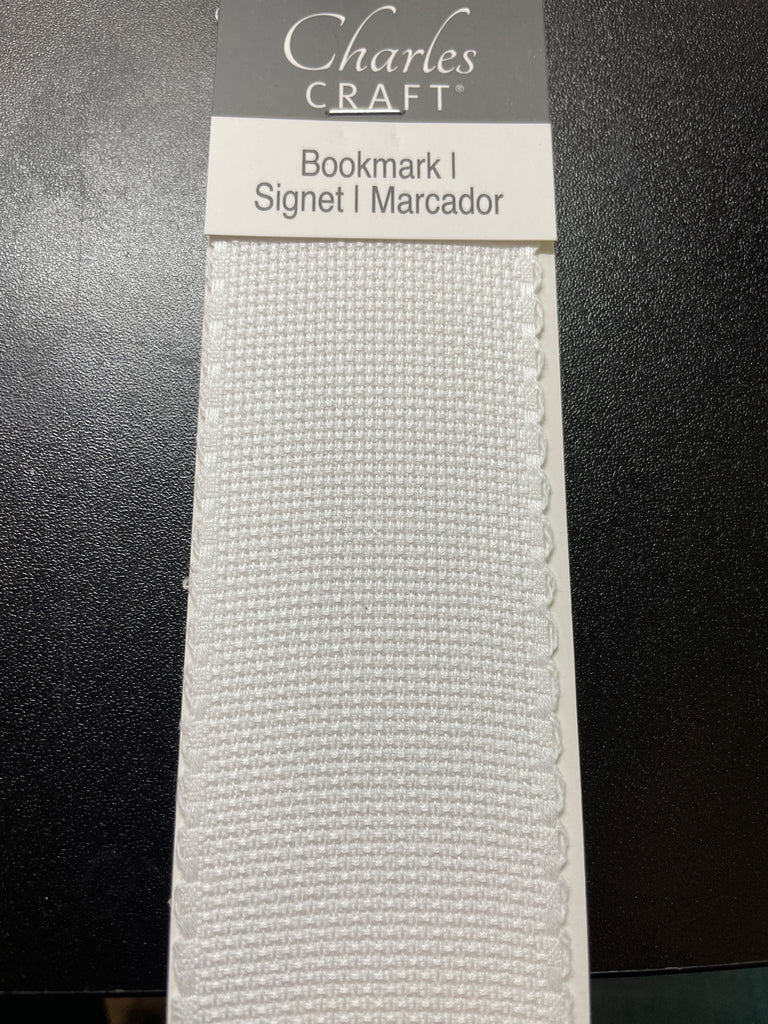 Charles
CRAFT®
Bookmark |
Signet | Marcador